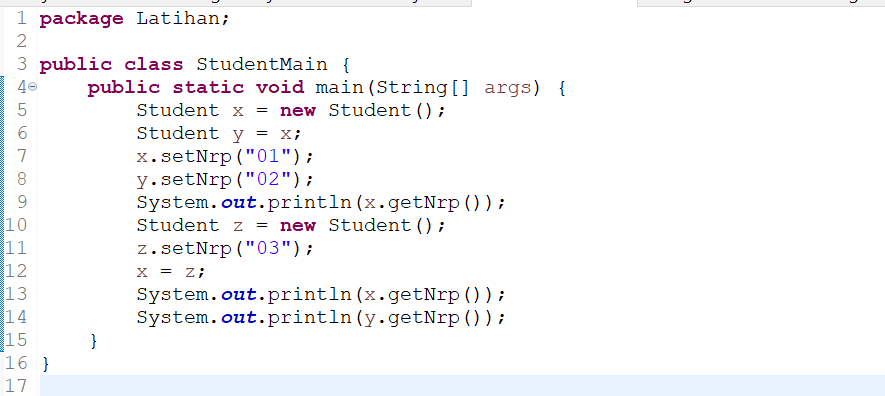 1 package Latihan;
2
3 public class StudentMain {
4 public static void main(String[] args) {
5 Student x = new Student();
6 Student y = x;
7 x.setNrp("01");
8 y.setNrp("02");
9 System.out.println(x.getNrp());
10 Student z = new Student();
11 z.setNrp("03");
12 x = z;
13 System.out.println(x.getNrp());
14 System.out.println(y.getNrp());
15 }
16 }
17